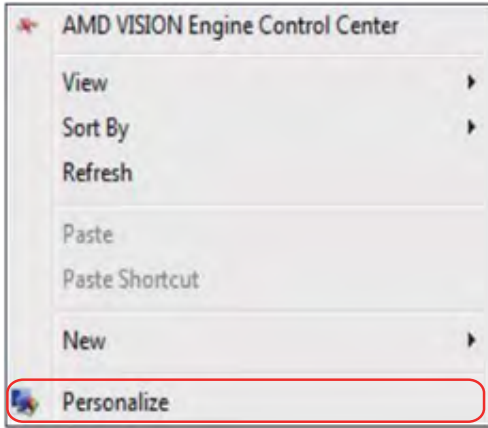 AMD VISION Engine Control Center
View
Sort By
Refresh
Paste
Paste Shortcut
New
Personalize